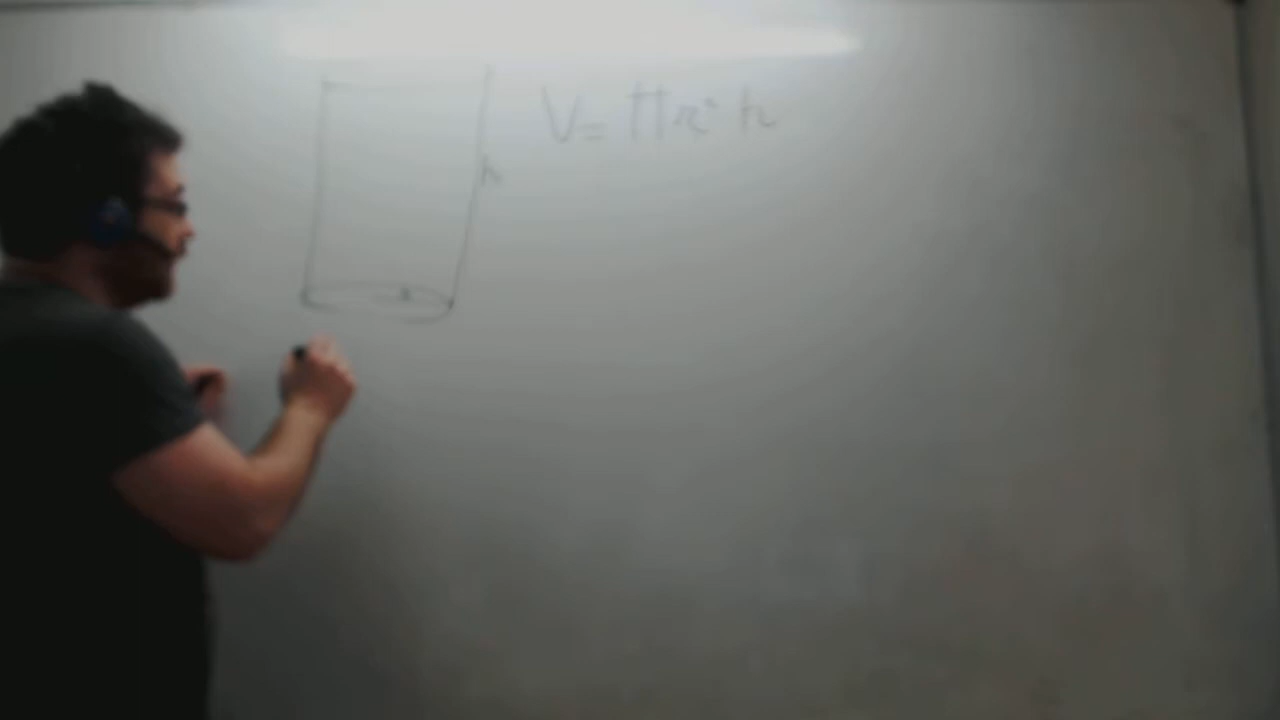 V = πr² h
h